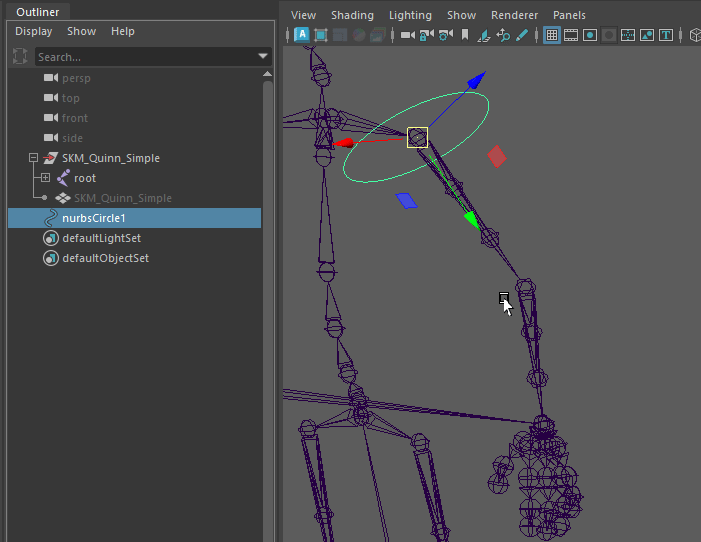 Outliner
Display Show Help
Search...
persp
top
front
side
SKM_Quinn_Simple
root
SKM_Quinn_Simple
nurbsCircle1
defaultLightSet
defaultObjectSet
View Shading Lighting Show Renderer Panels
A
T